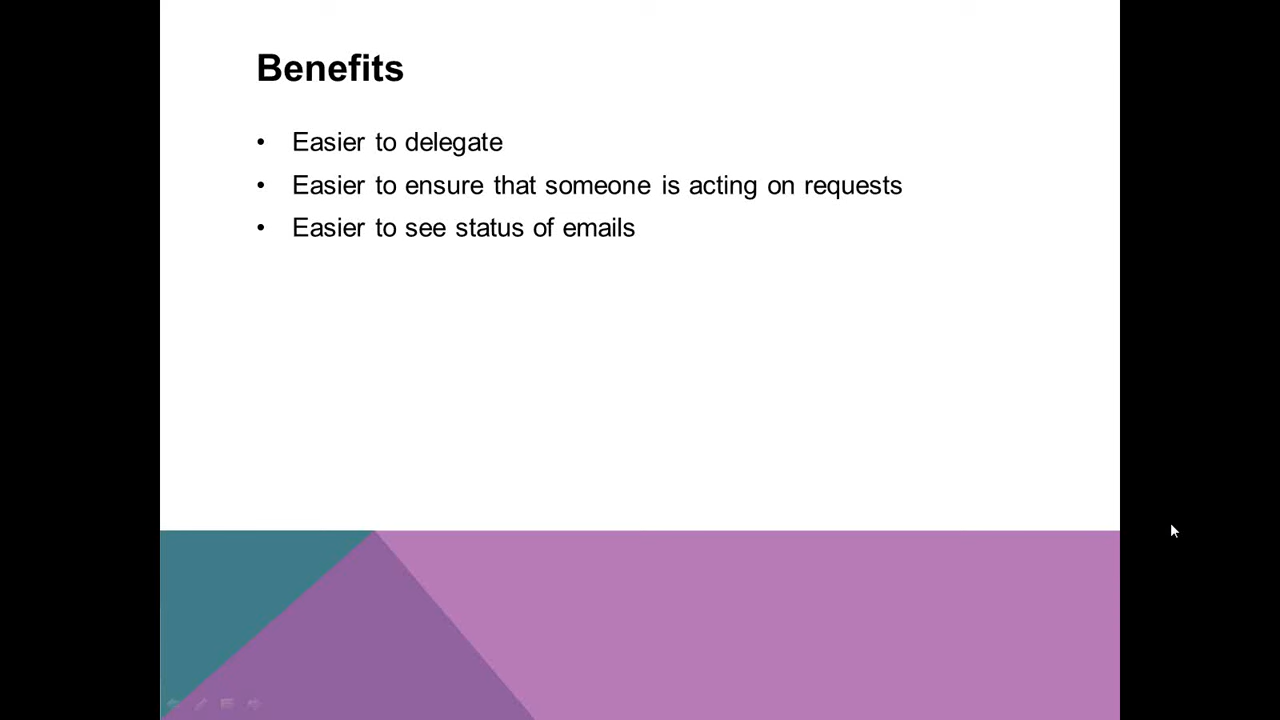 Benefits
• Easier to delegate
• Easier to ensure that someone is acting on requests
• Easier to see status of emails